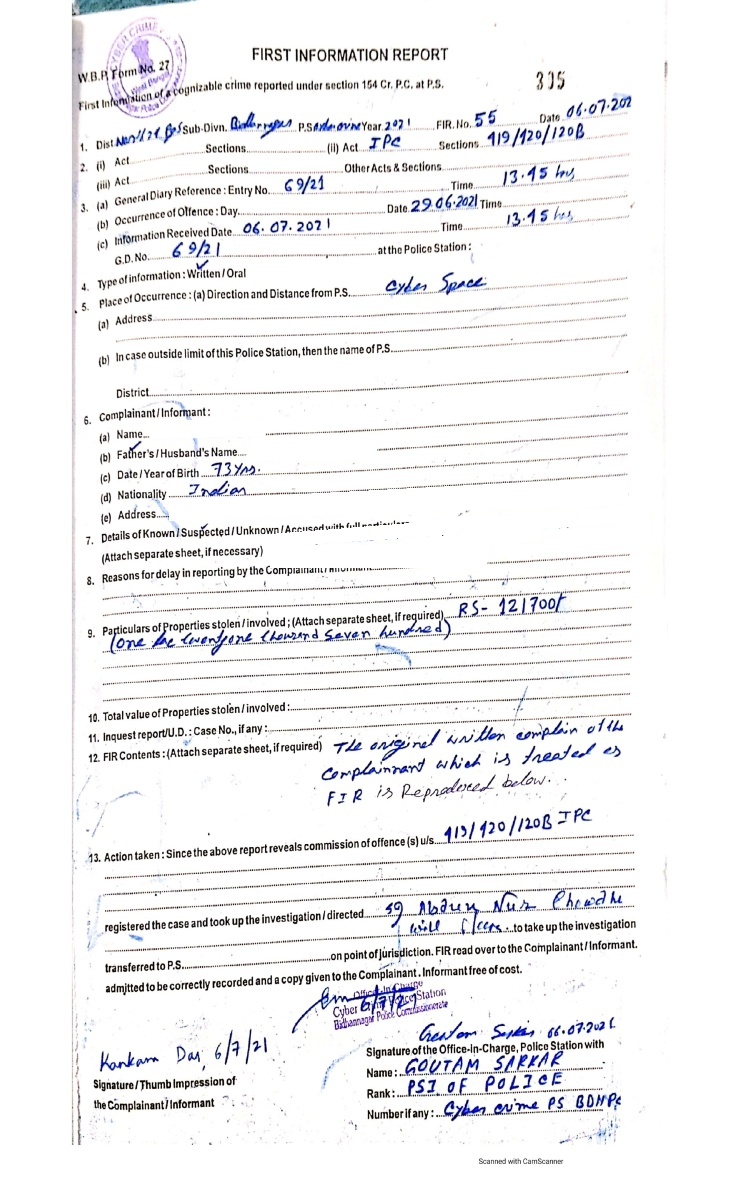 FIRST INFORMATION REPORT
W.B.P. Form No. 27
335
First Information of a cognizable crime reported under section 154 Cr. P.C. at P.S.
1. Dist North 24 Sub-Divn. P.S. Year 2021 FIR. No. 55 Date 06.07.202
2. (i) Act Sections (ii) Act IPC Sections 419/420/120B
(iii) Act Sections Other Acts & Sections
3. (a) General Diary Reference : Entry No. 69/21 Time 13.45 hrs
(b) Occurrence of Offence : Day Date 29.06.2021 Time
(c) Information Received Date 06.07.2021 Time 13.45 hrs
G.D. No. 69/21 at the Police Station :
4. Type of information : Written / Oral
5. Place of Occurrence : (a) Direction and Distance from P.S. Cyber Space
(a) Address
(b) In case outside limit of this Police Station, then the name of P.S.
District
6. Complainant / Informant :
(a) Name
(b) Father's / Husband's Name
(c) Date / Year of Birth 73 Yrs.
(d) Nationality Indian
(e) Address
7. Details of Known / Suspected / Unknown / Accused with full particulars
(Attach separate sheet, if necessary)
8. Reasons for delay in reporting by the Complainant / Informant
9. Particulars of Properties stolen / involved ; (Attach separate sheet, if required) RS- 121700/
(one lac twentyone thousand seven hundred)
10. Total value of Properties stolen / involved :
11. Inquest report / U.D. : Case No., if any :
12. FIR Contents : (Attach separate sheet, if required) The original written complain of the
complainant which is treated as
FIR is Reproduced below.
13. Action taken : Since the above report reveals commission of offence (s) u/s. 419/420/120B IPC
registered the case and took up the investigation / directed SI Abdun Nur
to take up the investigation
transferred to P.S. on point of jurisdiction. FIR read over to the Complainant / Informant.
admitted to be correctly recorded and a copy given to the Complainant. Informant free of cost.
6/7/21
Office-In-Charge
Cyber Crime Police Station
Bidhannagar Police Commissionerate
Goutam Sarkar 06.07.2021
Kankam Das, 6/7/21
Signature of the Office-In-Charge, Police Station with
Name : GOUTAM SARKAR
Signature / Thumb Impression of
Rank : PSI OF POLICE
the Complainant / Informant
Number if any : Cyber crime PS BDNPC
Scanned with CamScanner